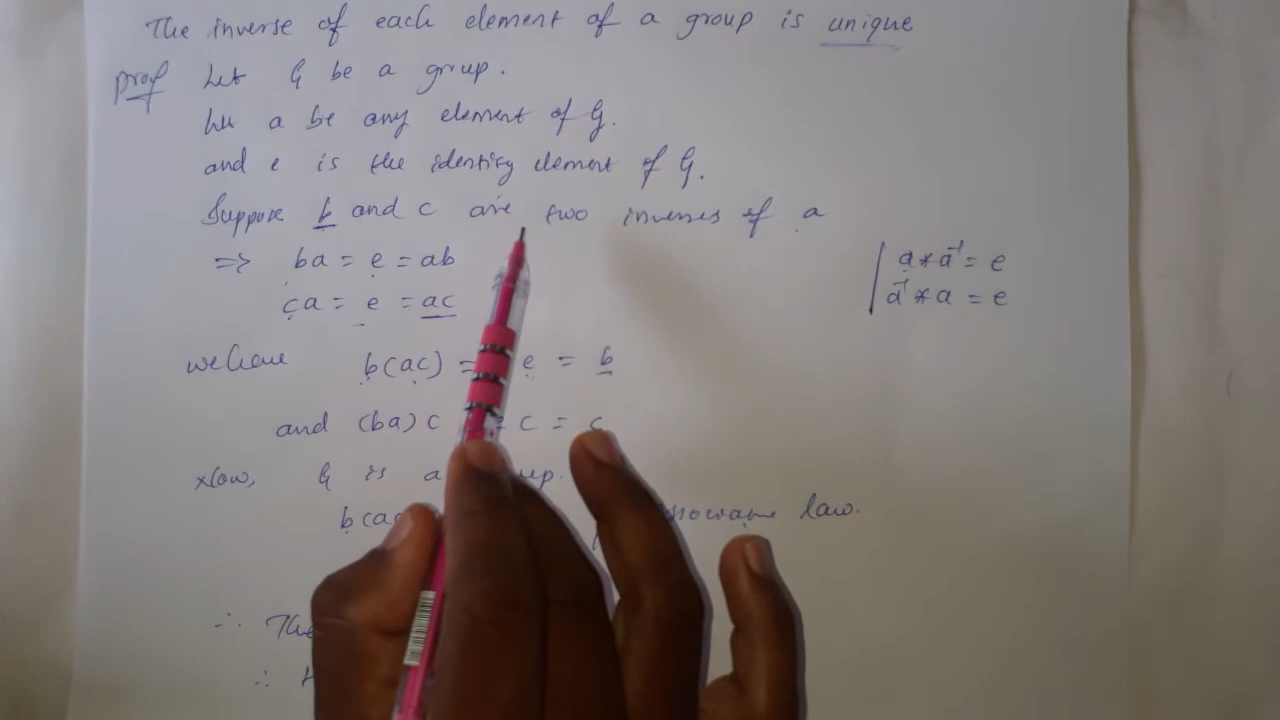 The inverse of each element of a group is unique
Proof Let G be a group.
Let a be any element of G.
and e is the identity element of G.
Suppose b and c are two inverses of a
=> ba = e = ab
a * a⁻¹ = e
ca = e = ac
a⁻¹ * a = e
we have b(ac) = e = b
and (ba) c = c = c
Now, G is a
b(ac law.
∴ The
∴ H